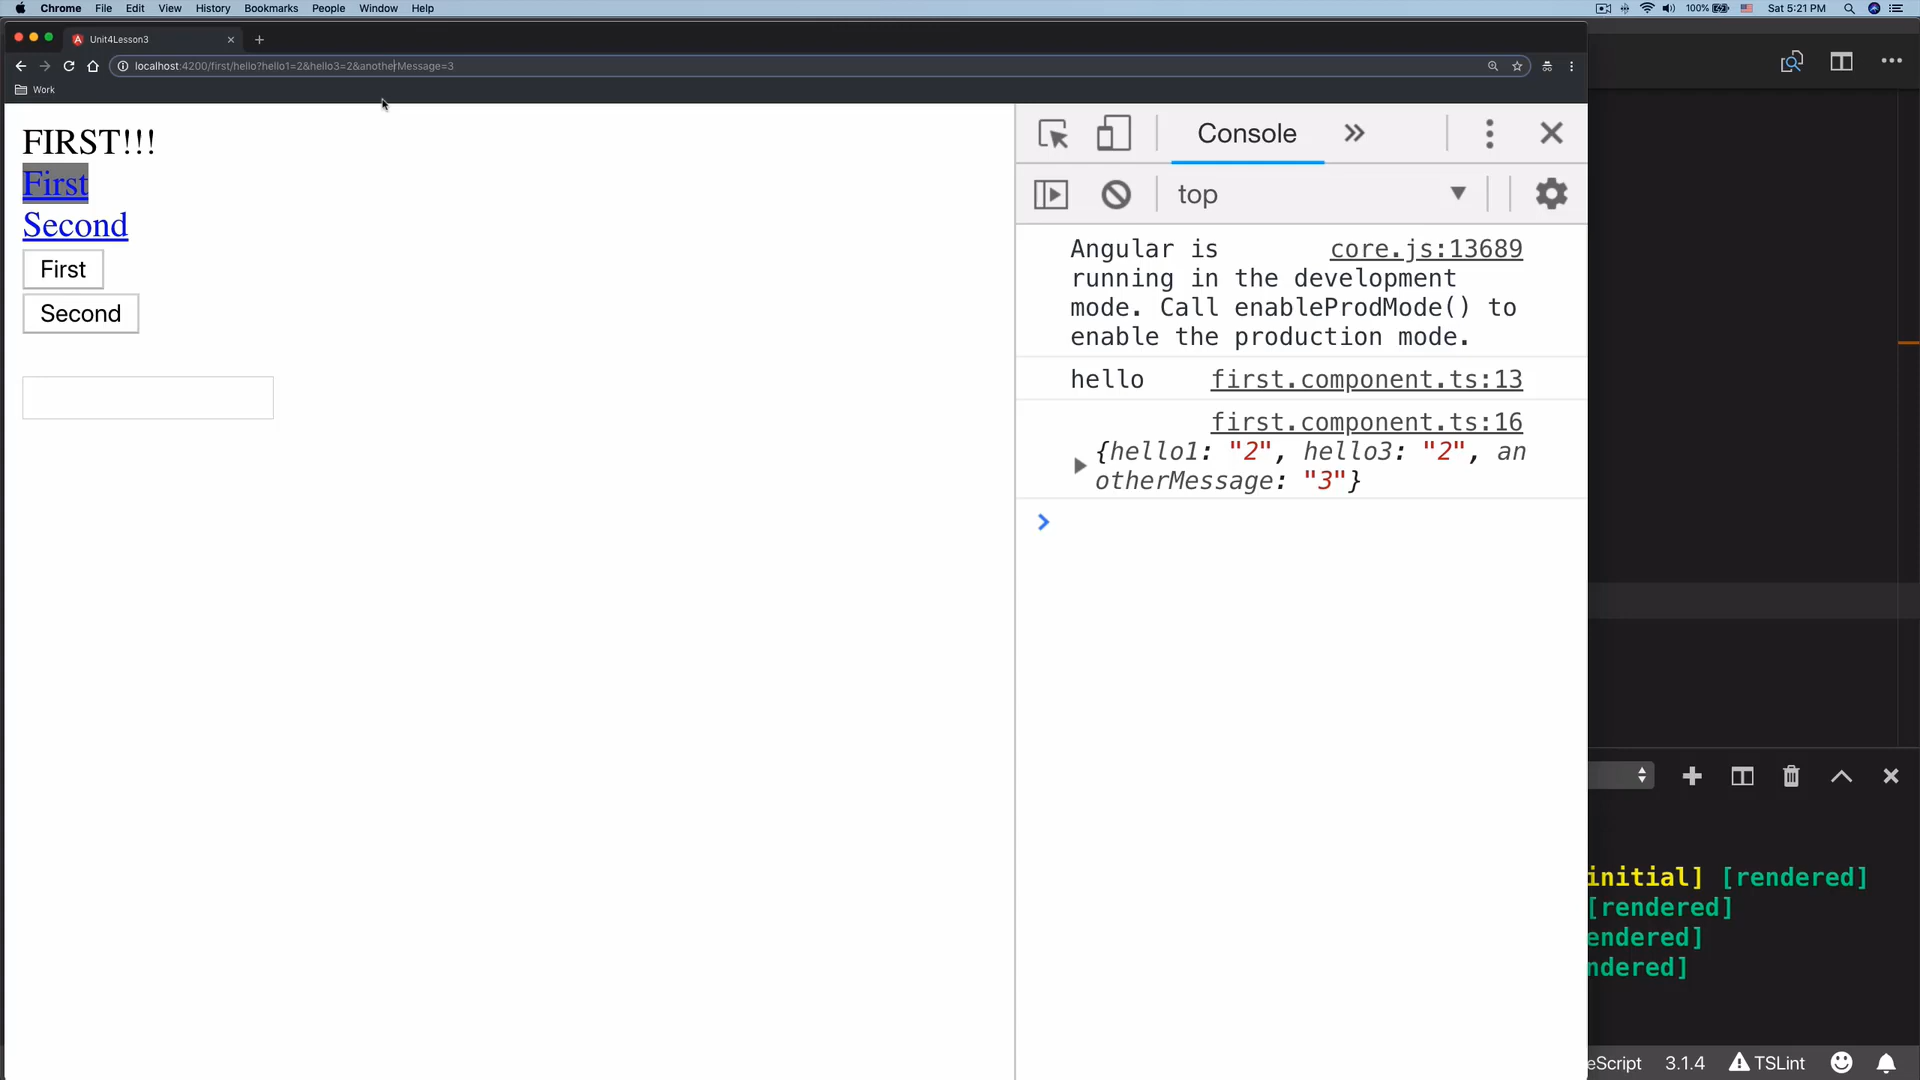 Chrome File Edit View History Bookmarks People Window Help 100% Sat 5:21 PM
Unit4Lesson3
localhost:4200/first/hello?hello1=2&hello3=2&anotherMessage=3
Work
FIRST!!!
First
Second
First
Second
Console
top
Angular is core.js:13689
running in the development
mode. Call enableProdMode() to
enable the production mode.
hello first.component.ts:13
first.component.ts:16
{hello1: "2", hello3: "2", an
otherMessage: "3"}
initial] [rendered]
[rendered]
endered]
ndered]
eScript 3.1.4 TSLint